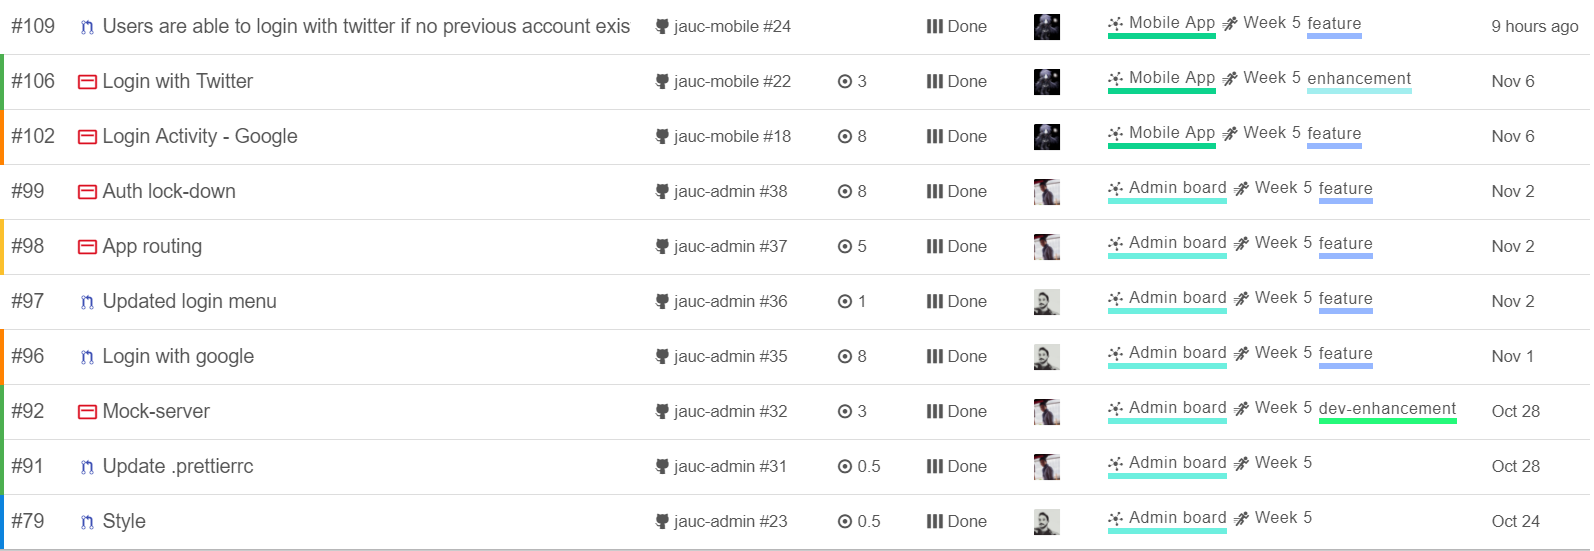 #109 Users are able to login with twitter if no previous account exis jauc-mobile #24 Done Mobile App Week 5 feature 9 hours ago
#106 Login with Twitter jauc-mobile #22 3 Done Mobile App Week 5 enhancement Nov 6
#102 Login Activity - Google jauc-mobile #18 8 Done Mobile App Week 5 feature Nov 6
#99 Auth lock-down jauc-admin #38 8 Done Admin board Week 5 feature Nov 2
#98 App routing jauc-admin #37 5 Done Admin board Week 5 feature Nov 2
#97 Updated login menu jauc-admin #36 1 Done Admin board Week 5 feature Nov 2
#96 Login with google jauc-admin #35 8 Done Admin board Week 5 feature Nov 1
#92 Mock-server jauc-admin #32 3 Done Admin board Week 5 dev-enhancement Oct 28
#91 Update .prettierrc jauc-admin #31 0.5 Done Admin board Week 5 Oct 28
#79 Style jauc-admin #23 0.5 Done Admin board Week 5 Oct 24